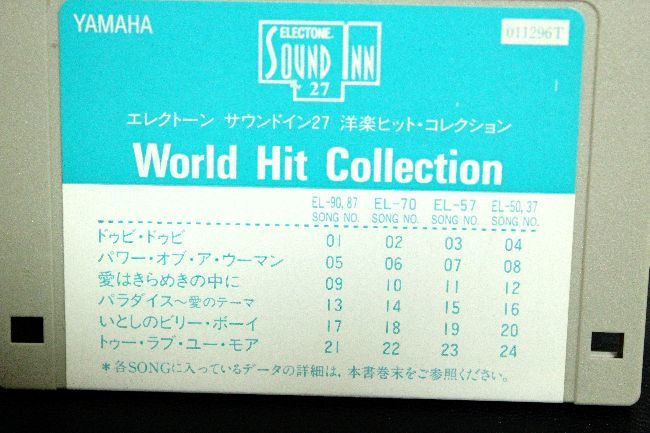 YAMAHA
ELECTONE
SOUND INN
27
011296T
エレクトーン サウンドイン27 洋楽ヒット・コレクション
World Hit Collection
EL-90, 87 EL-70 EL-57 EL-50, 37
SONG NO. SONG NO. SONG NO. SONG NO.
ドゥビ・ドゥビ 01 02 03 04
パワー・オブ・ア・ウーマン 05 06 07 08
愛はきらめきの中に 09 10 11 12
パラダイス〜愛のテーマ 13 14 15 16
いとしのビリー・ボーイ 17 18 19 20
トゥー・ラブ・ユー・モア 21 22 23 24
*各SONGに入っているデータの詳細は、本書巻末をご参照ください。